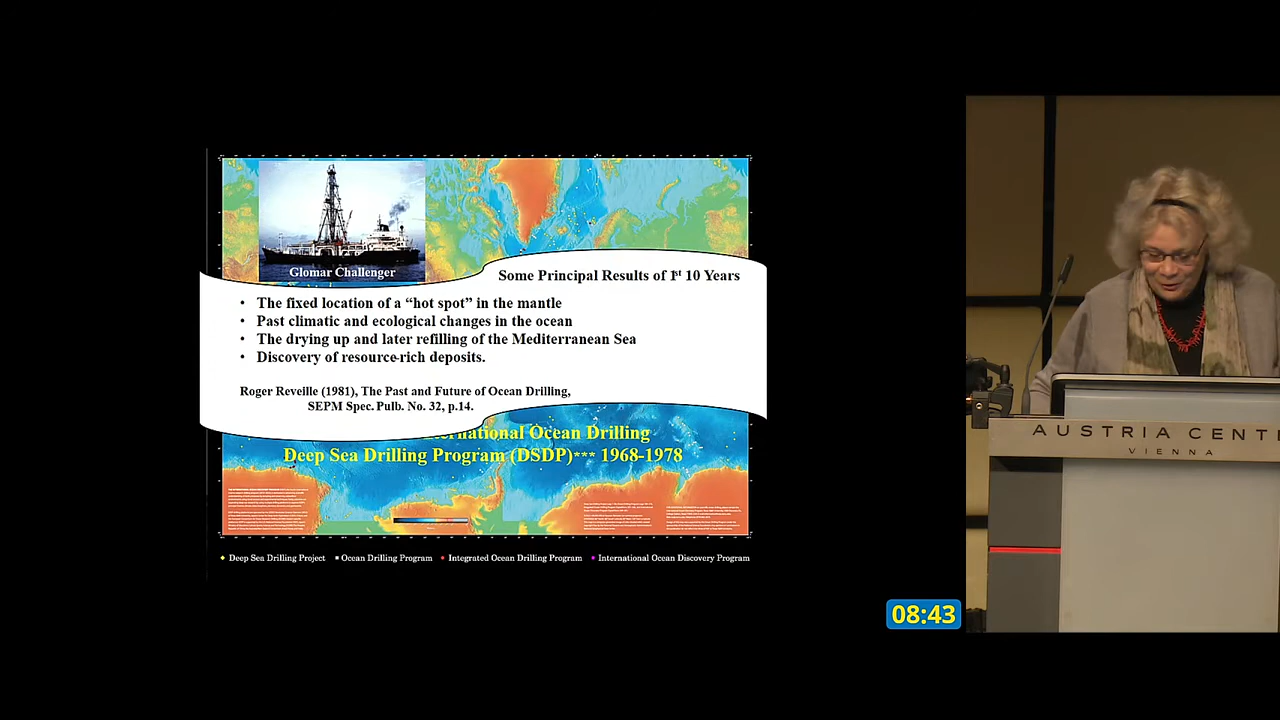 Glomar Challenger
Some Principal Results of 1st 10 Years
• The fixed location of a “hot spot” in the mantle
• Past climatic and ecological changes in the ocean
• The drying up and later refilling of the Mediterranean Sea
• Discovery of resource-rich deposits.
Roger Reveille (1981), The Past and Future of Ocean Drilling,
SEPM Spec. Pulb. No. 32, p.14.
Ocean Drilling
Deep Sea Drilling Program (DSDP)*** 1968-1978
Deep Sea Drilling Project Ocean Drilling Program Integrated Ocean Drilling Program International Ocean Discovery Program
08:43
AUSTRIA CENT
VIENNA